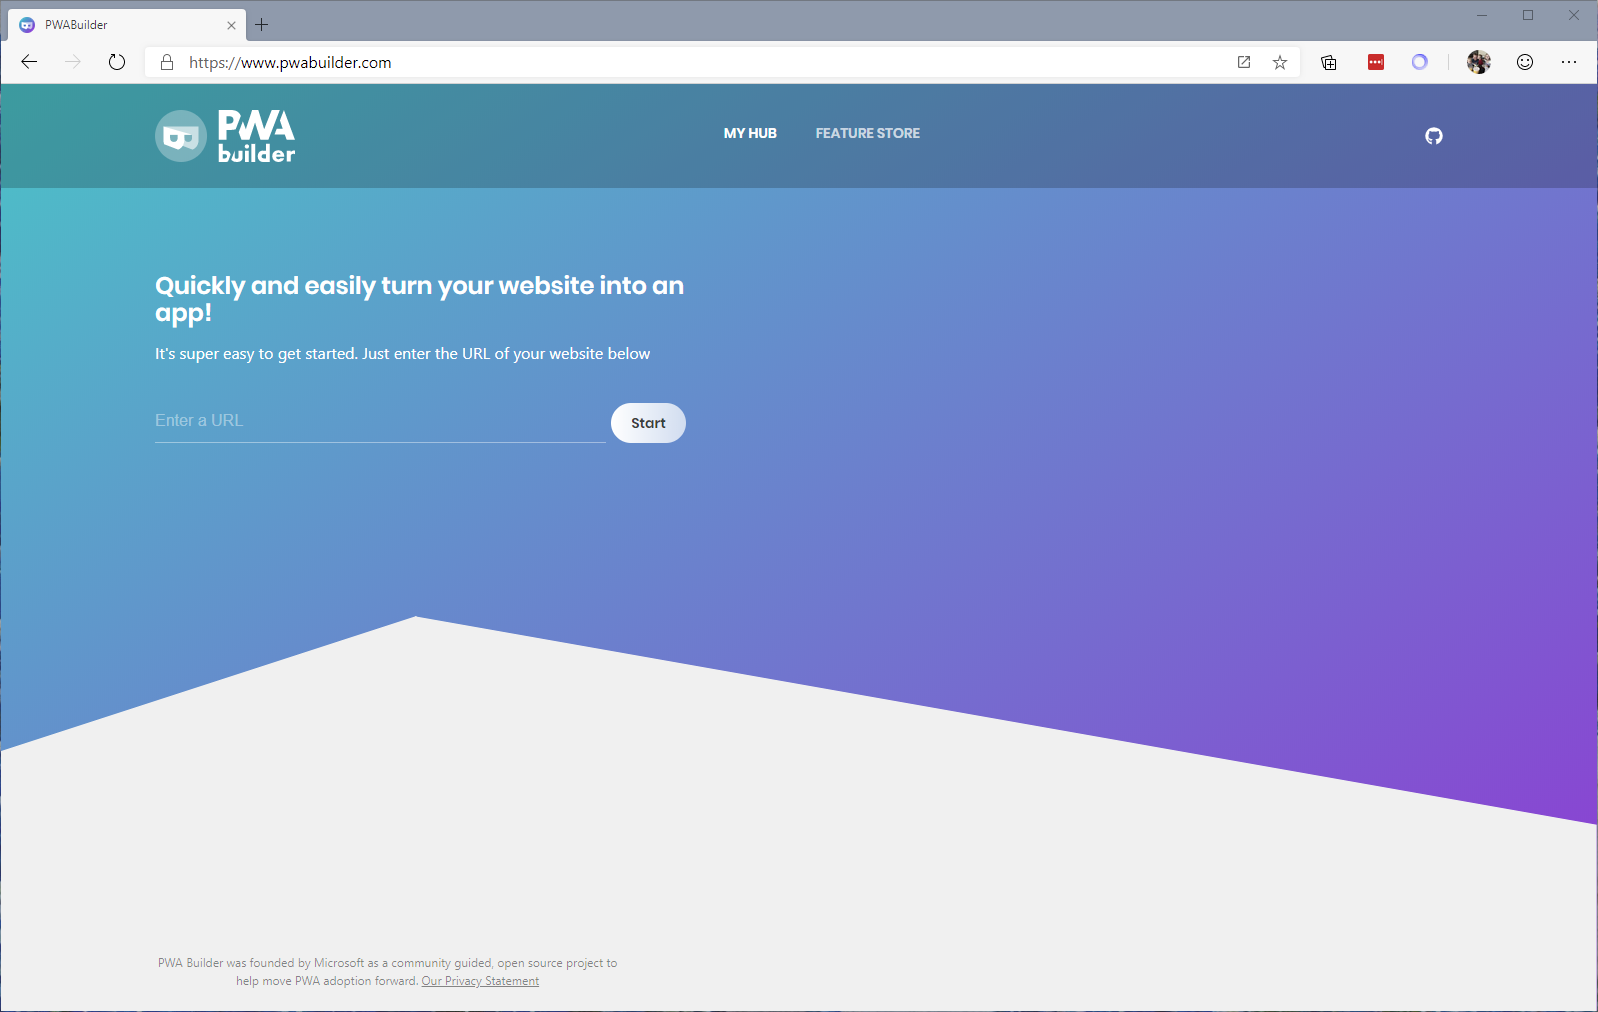 PWABuilder
https://www.pwabuilder.com
PWA
builder
MY HUB
FEATURE STORE
Quickly and easily turn your website into an
app!
It's super easy to get started. Just enter the URL of your website below
Enter a URL
Start
PWA Builder was founded by Microsoft as a community guided, open source project to
help move PWA adoption forward. Our Privacy Statement